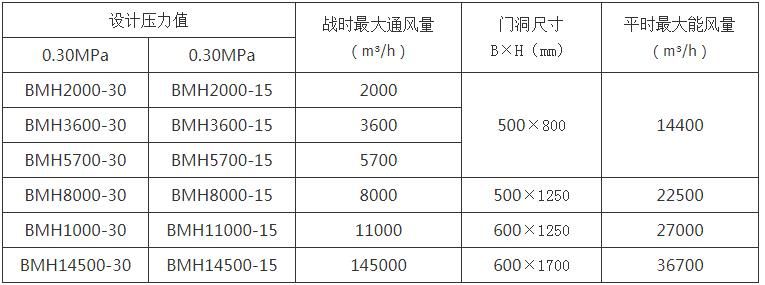 设计压力值 战时最大通风量 门洞尺寸 平时最大能风量
0.30MPa 0.30MPa （m³/h） B×H（mm） （m³/h）
BMH2000-30 BMH2000-15 2000
BMH3600-30 BMH3600-15 3600 500×800 14400
BMH5700-30 BMH5700-15 5700
BMH8000-30 BMH8000-15 8000 500×1250 22500
BMH1000-30 BMH11000-15 11000 600×1250 27000
BMH14500-30 BMH14500-15 145000 600×1700 36700